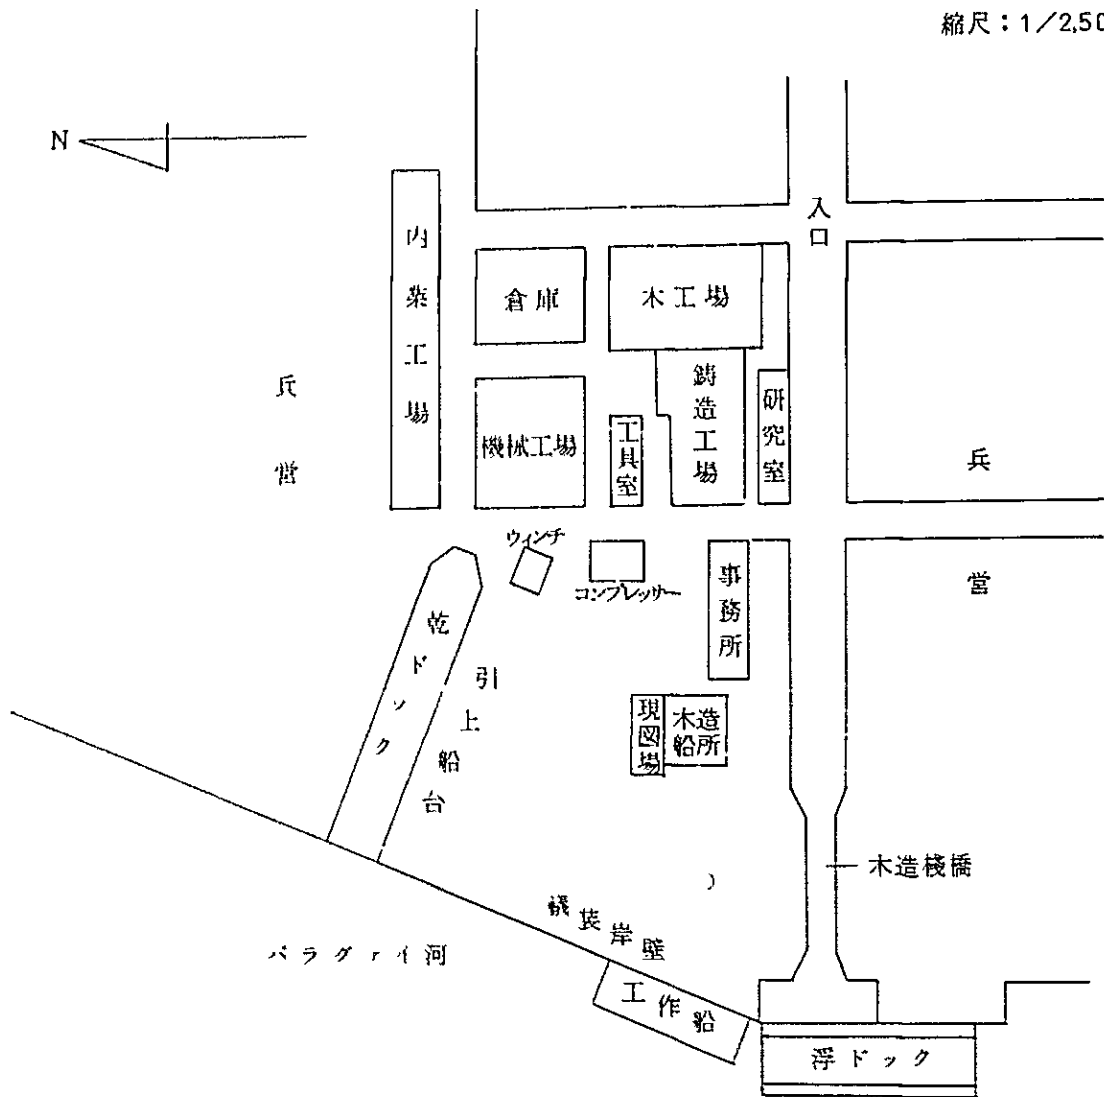 縮尺：1／2,50
N
入口
内業工場
倉庫
木工場
鋳造工場
研究室
兵営
機械工場
工具室
兵営
ウィンチ
コンプレッサー
事務所
乾ドック
引上船台
現図場
木造船所
木造棧橋
艤装岸壁
パラグァイ河
工作船
浮ドック